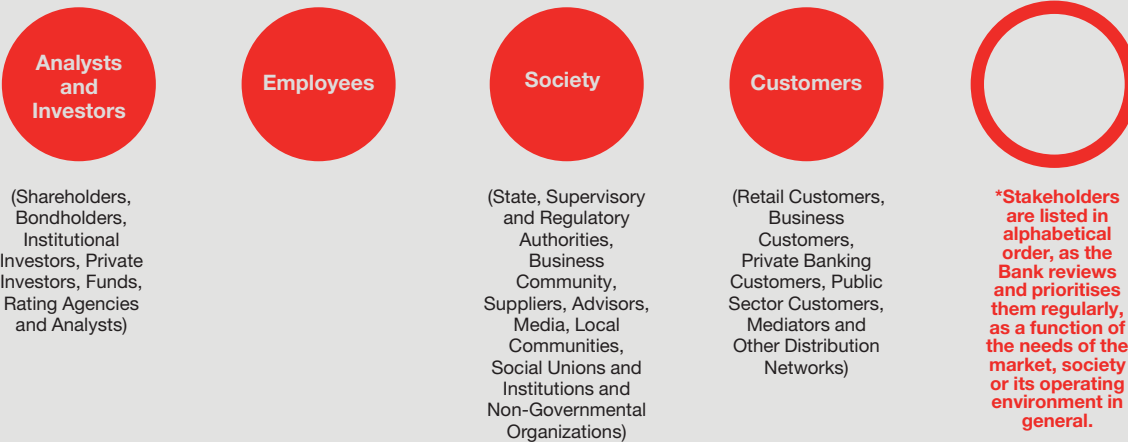 Analysts
and
Investors
(Shareholders,
Bondholders,
Institutional
Investors, Private
Investors, Funds,
Rating Agencies
and Analysts)
Employees
Society
(State, Supervisory
and Regulatory
Authorities,
Business
Community,
Suppliers, Advisors,
Media, Local
Communities,
Social Unions and
Institutions and
Non-Governmental
Organizations)
Customers
(Retail Customers,
Business
Customers,
Private Banking
Customers, Public
Sector Customers,
Mediators and
Other Distribution
Networks)
*Stakeholders
are listed in
alphabetical
order, as the
Bank reviews
and prioritises
them regularly,
as a function of
the needs of the
market, society
or its operating
environment in
general.